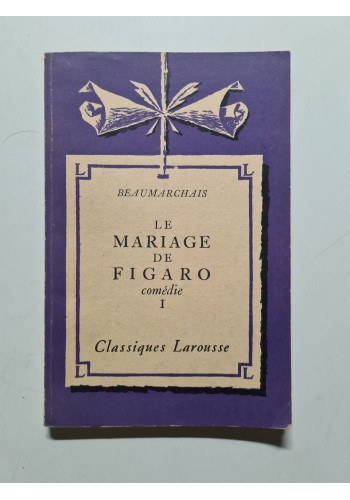 L L
BEAUMARCHAIS
LE
MARIAGE
DE
FIGARO
comédie
I
Classiques Larousse
L L